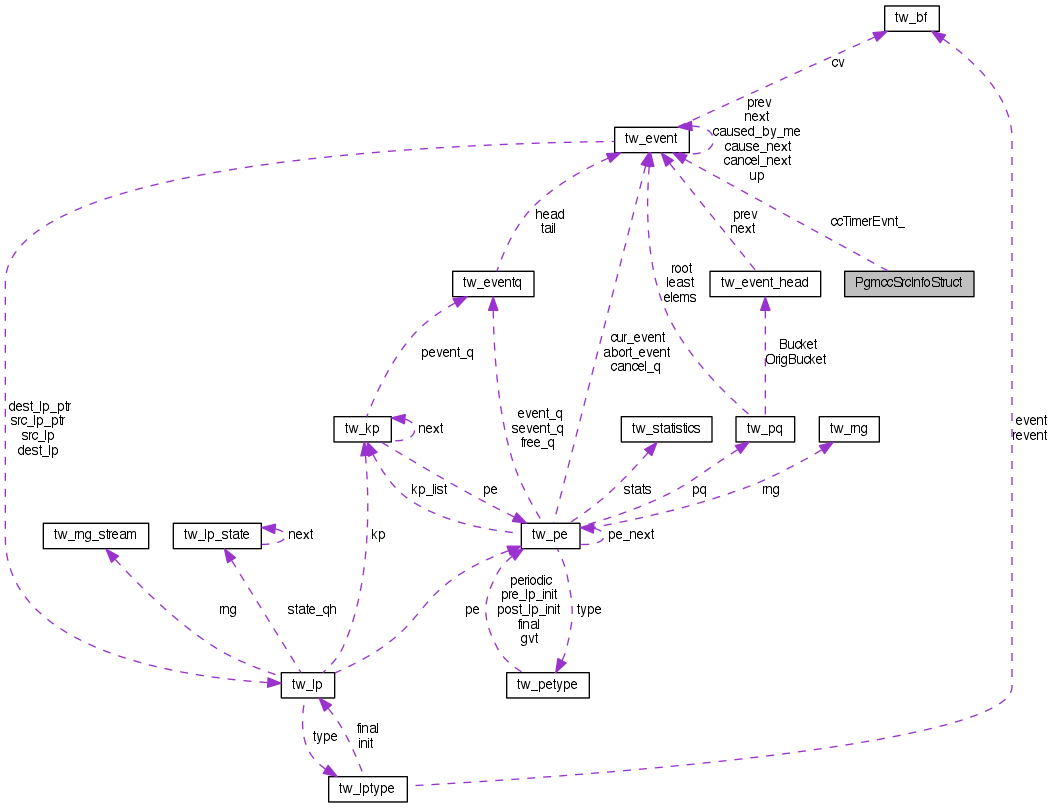 tw_bf
cv
prev
next
caused_by_me
cause_next
cancel_next
up
tw_event
ccTimerEvnt_
head
tail
prev
next
root
least
elems
tw_eventq
tw_event_head
PgmccSrcInfoStruct
cur_event
abort_event
cancel_q
pevent_q
Bucket
OrigBucket
dest_lp_ptr
src_lp_ptr
src_lp
dest_lp
event_q
sevent_q
free_q
event
revent
tw_kp
next
tw_statistics
tw_pq
tw_rng
kp_list
pe
stats
pq
rng
tw_rng_stream
tw_lp_state
next
kp
tw_pe
pe_next
rng
state_qh
pe
periodic
pre_lp_init
post_lp_init
final
gvt
type
tw_lp
tw_petype
type
final
init
tw_lptype